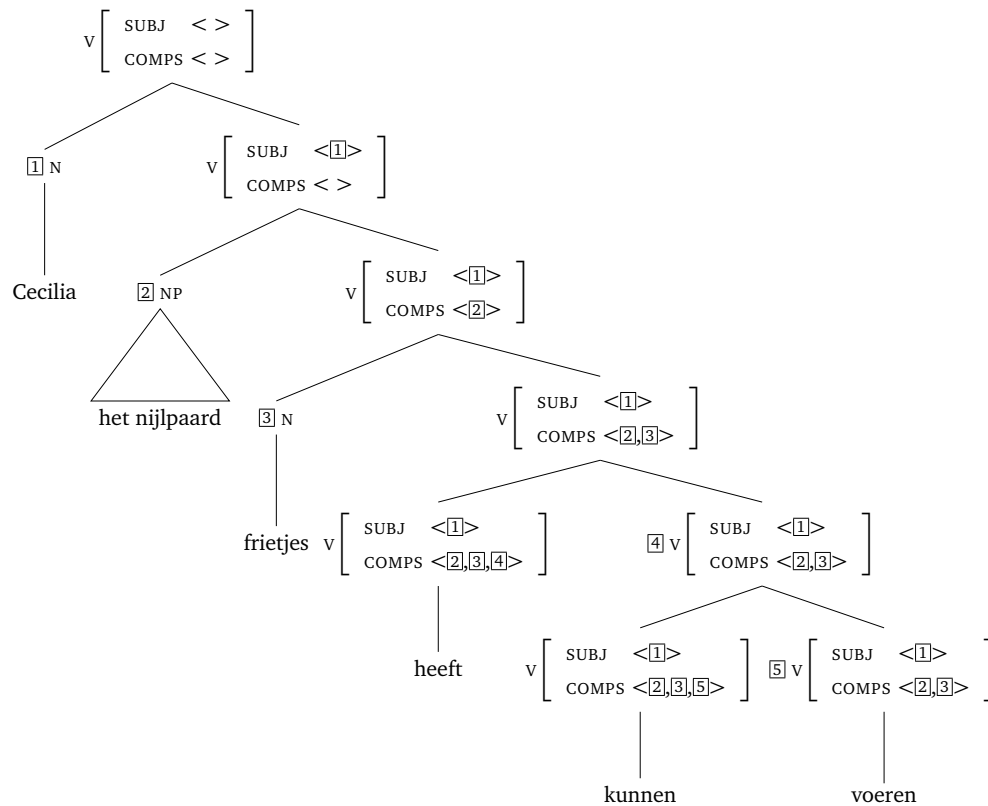 V [ SUBJ < >
COMPS < > ]
1 N
V [ SUBJ <1>
COMPS < > ]
Cecilia
2 NP
V [ SUBJ <1>
COMPS <2> ]
het nijlpaard
3 N
V [ SUBJ <1>
COMPS <2,3> ]
frietjes
V [ SUBJ <1>
COMPS <2,3,4> ]
4 V [ SUBJ <1>
COMPS <2,3> ]
heeft
V [ SUBJ <1>
COMPS <2,3,5> ]
5 V [ SUBJ <1>
COMPS <2,3>
kunnen
voeren